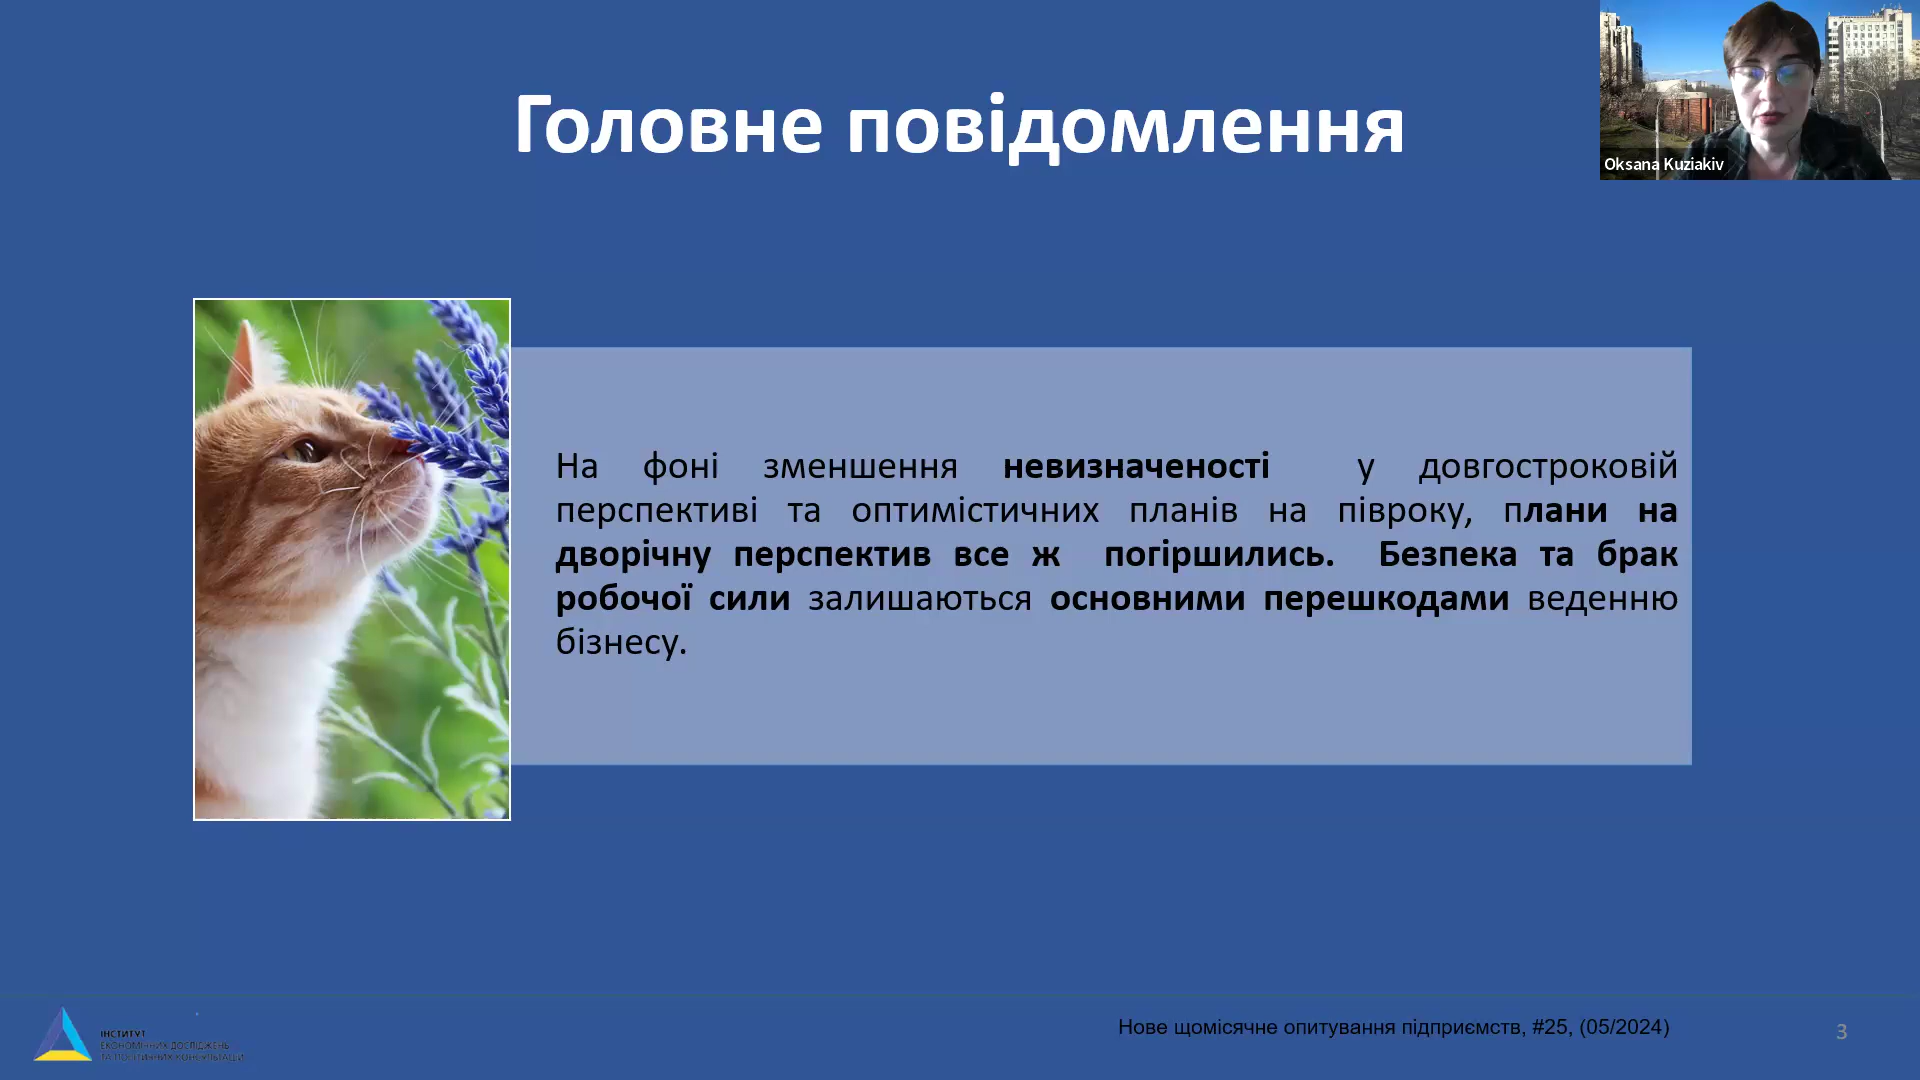 Головне повідомлення
Oksana Kuziakiv
На фоні зменшення невизначеності у довгостроковій
перспективі та оптимістичних планів на півроку, плани на
дворічну перспектив все ж погіршились. Безпека та брак
робочої сили залишаються основними перешкодами веденню
бізнесу.
ІНСТИТУТ
ЕКОНОМІЧНИХ ДОСЛІДЖЕНЬ
ТА ПОЛІТИЧНИХ КОНСУЛЬТАЦІЙ
Нове щомісячне опитування підприємств, #25, (05/2024)
3